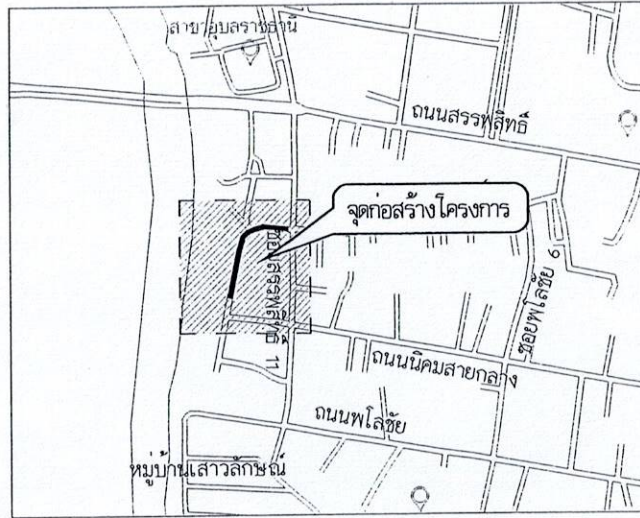 สาขาอุบลราชธานี
ถนนสรรพสิทธิ์
จุดก่อสร้างโครงการ
ซอยสรรพสิทธิ์ 11
ซอยพโลชัย 9
ถนนนิคมสายกลาง
ถนนพโลชัย
หมู่บ้านเสาวลักษณ์